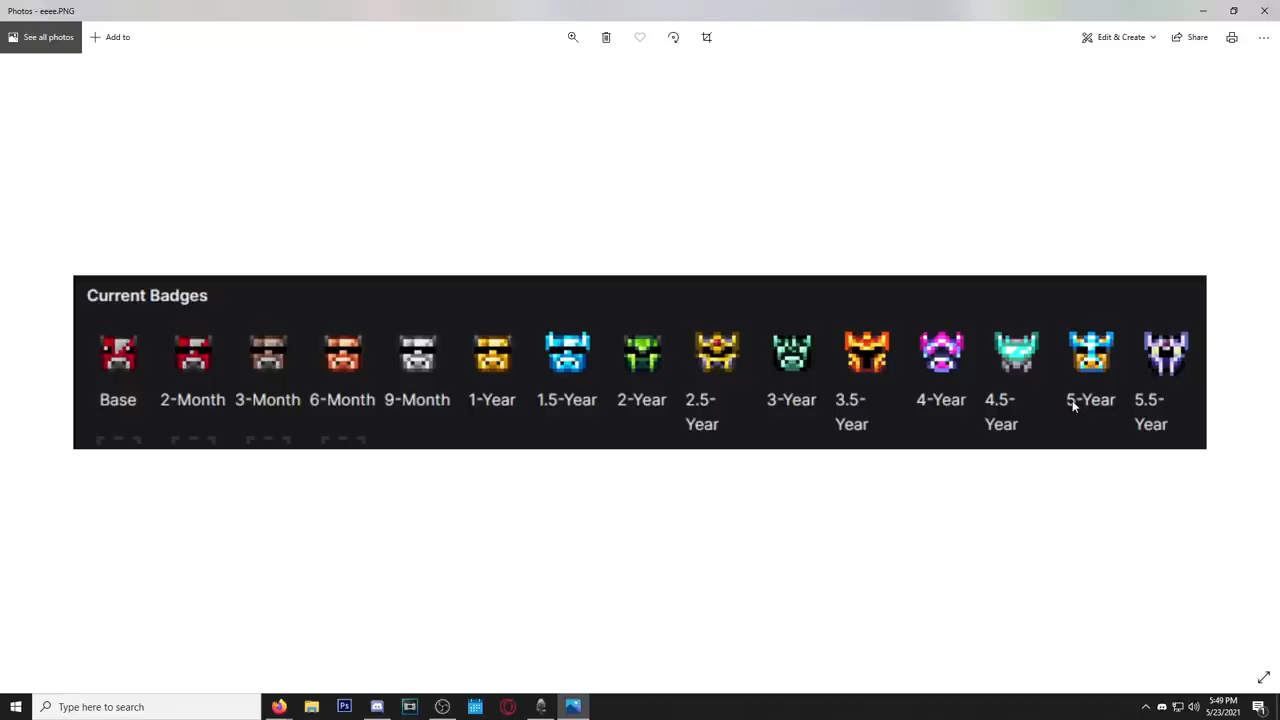 Photos - eeee.PNG
See all photos
Add to
Edit & Create
Share
Current Badges
Base
2-Month
3-Month
6-Month
9-Month
1-Year
1.5-Year
2-Year
2.5-
Year
3-Year
3.5-
Year
4-Year
4.5-
Year
5-Year
5.5-
Year
Ps
Type here to search
5:49 PM
5/23/2021
1